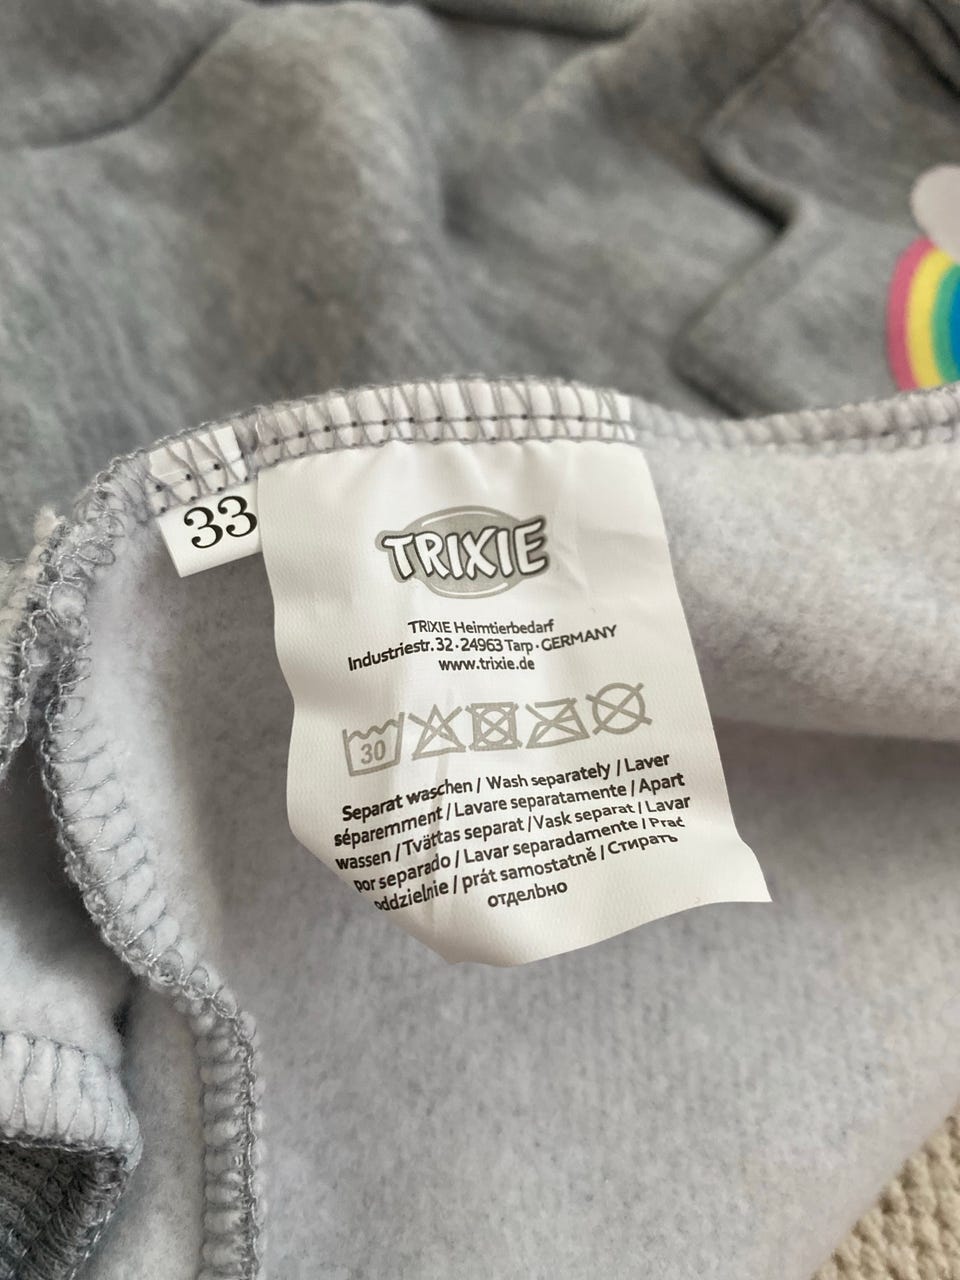 33
TRIXIE
TRIXIE Heimtierbedarf
Industriestr. 32 · 24963 Tarp · GERMANY
www.trixie.de
30
Separat waschen / Wash separately / Laver
séparemment / Lavare separatamente / Apart
wassen / Tvättas separat / Vask separat / Lavar
por separado / Lavar separadamente / Prać
oddzielnie / prát samostatně / Стирать
отдельно